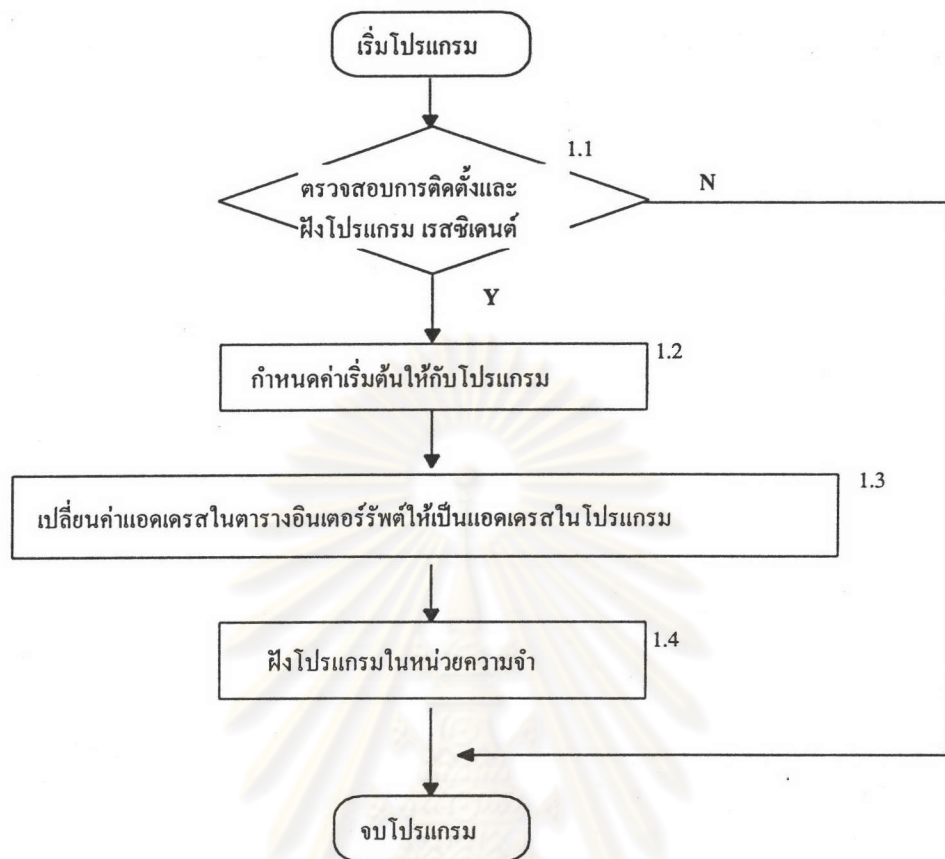 เริ่มโปรแกรม
1.1
ตรวจสอบการติดตั้งและ
ฝังโปรแกรม เรสซิเดนต์
N
Y
1.2
กำหนดค่าเริ่มต้นให้กับโปรแกรม
1.3
เปลี่ยนค่าแอดเดรสในตารางอินเตอร์รัพต์ให้เป็นแอดเดรสในโปรแกรม
1.4
ฝังโปรแกรมในหน่วยความจำ
จบโปรแกรม